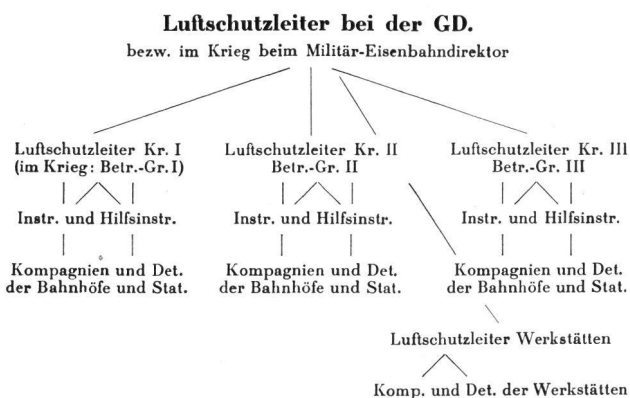 Luftschutzleiter bei der GD.
bezw. im Krieg beim Militär-Eisenbahndirektor
Luftschutzleiter Kr. I
(im Krieg: Betr.-Gr. I)
Instr. und Hilfsinstr.
Kompagnien und Det.
der Bahnhöfe und Stat.
Luftschutzleiter Kr. II
Betr.-Gr. II
Instr. und Hilfsinstr.
Kompagnien und Det.
der Bahnhöfe und Stat.
Luftschutzleiter Kr. III
Betr.-Gr. III
Instr. und Hilfsinstr.
Kompagnien und Det.
der Bahnhöfe und Stat.
Luftschutzleiter Werkstätten
Komp. und Det. der Werkstätten